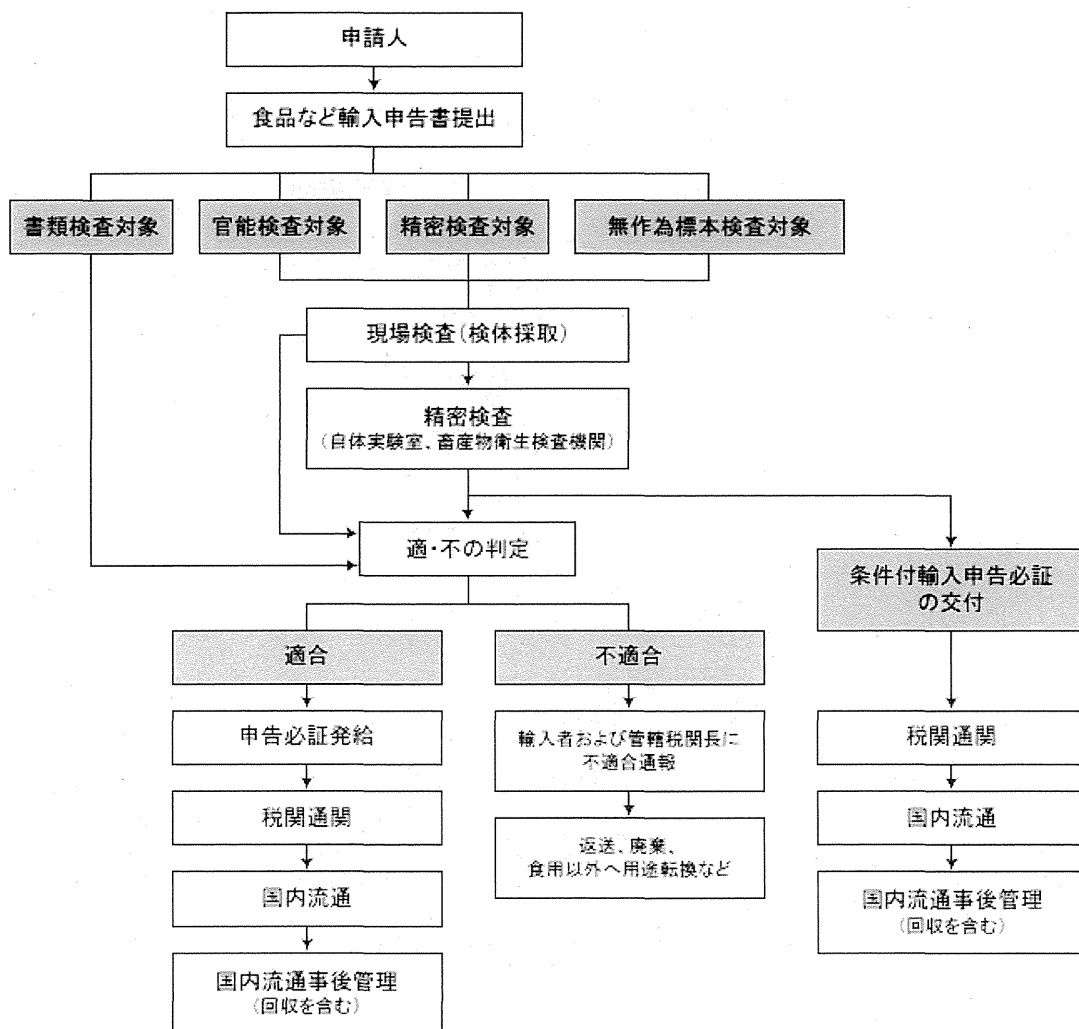 申請人
食品など輸入申告書提出
書類検査対象
官能検査対象
精密検査対象
無作為標本検査対象
現場検査(検体採取)
精密検査
(自体実験室、畜産物衛生検査機関)
適・不の判定
条件付輸入申告必証
の交付
適合
不適合
申告必証発給
輸入者および管轄税関長に
不適合通報
税関通関
税関通関
返送、廃棄、
食用以外へ用途転換など
国内流通
国内流通
国内流通事後管理
(回収を含む)
国内流通事後管理
(回収を含む)